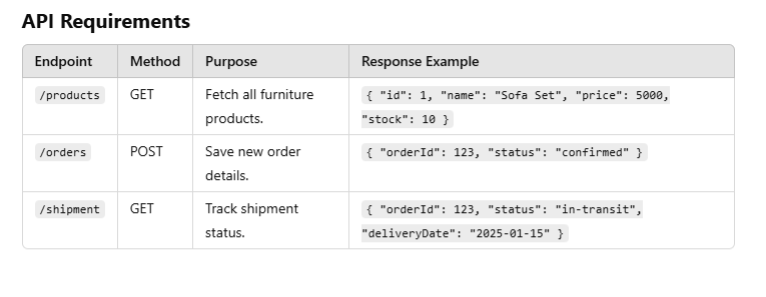 API Requirements
Endpoint Method Purpose Response Example
/products GET Fetch all furniture { "id": 1, "name": "Sofa Set", "price": 5000,
products. "stock": 10 }
/orders POST Save new order { "orderId": 123, "status": "confirmed" }
details.
/shipment GET Track shipment { "orderId": 123, "status": "in-transit",
status. "deliveryDate": "2025-01-15" }